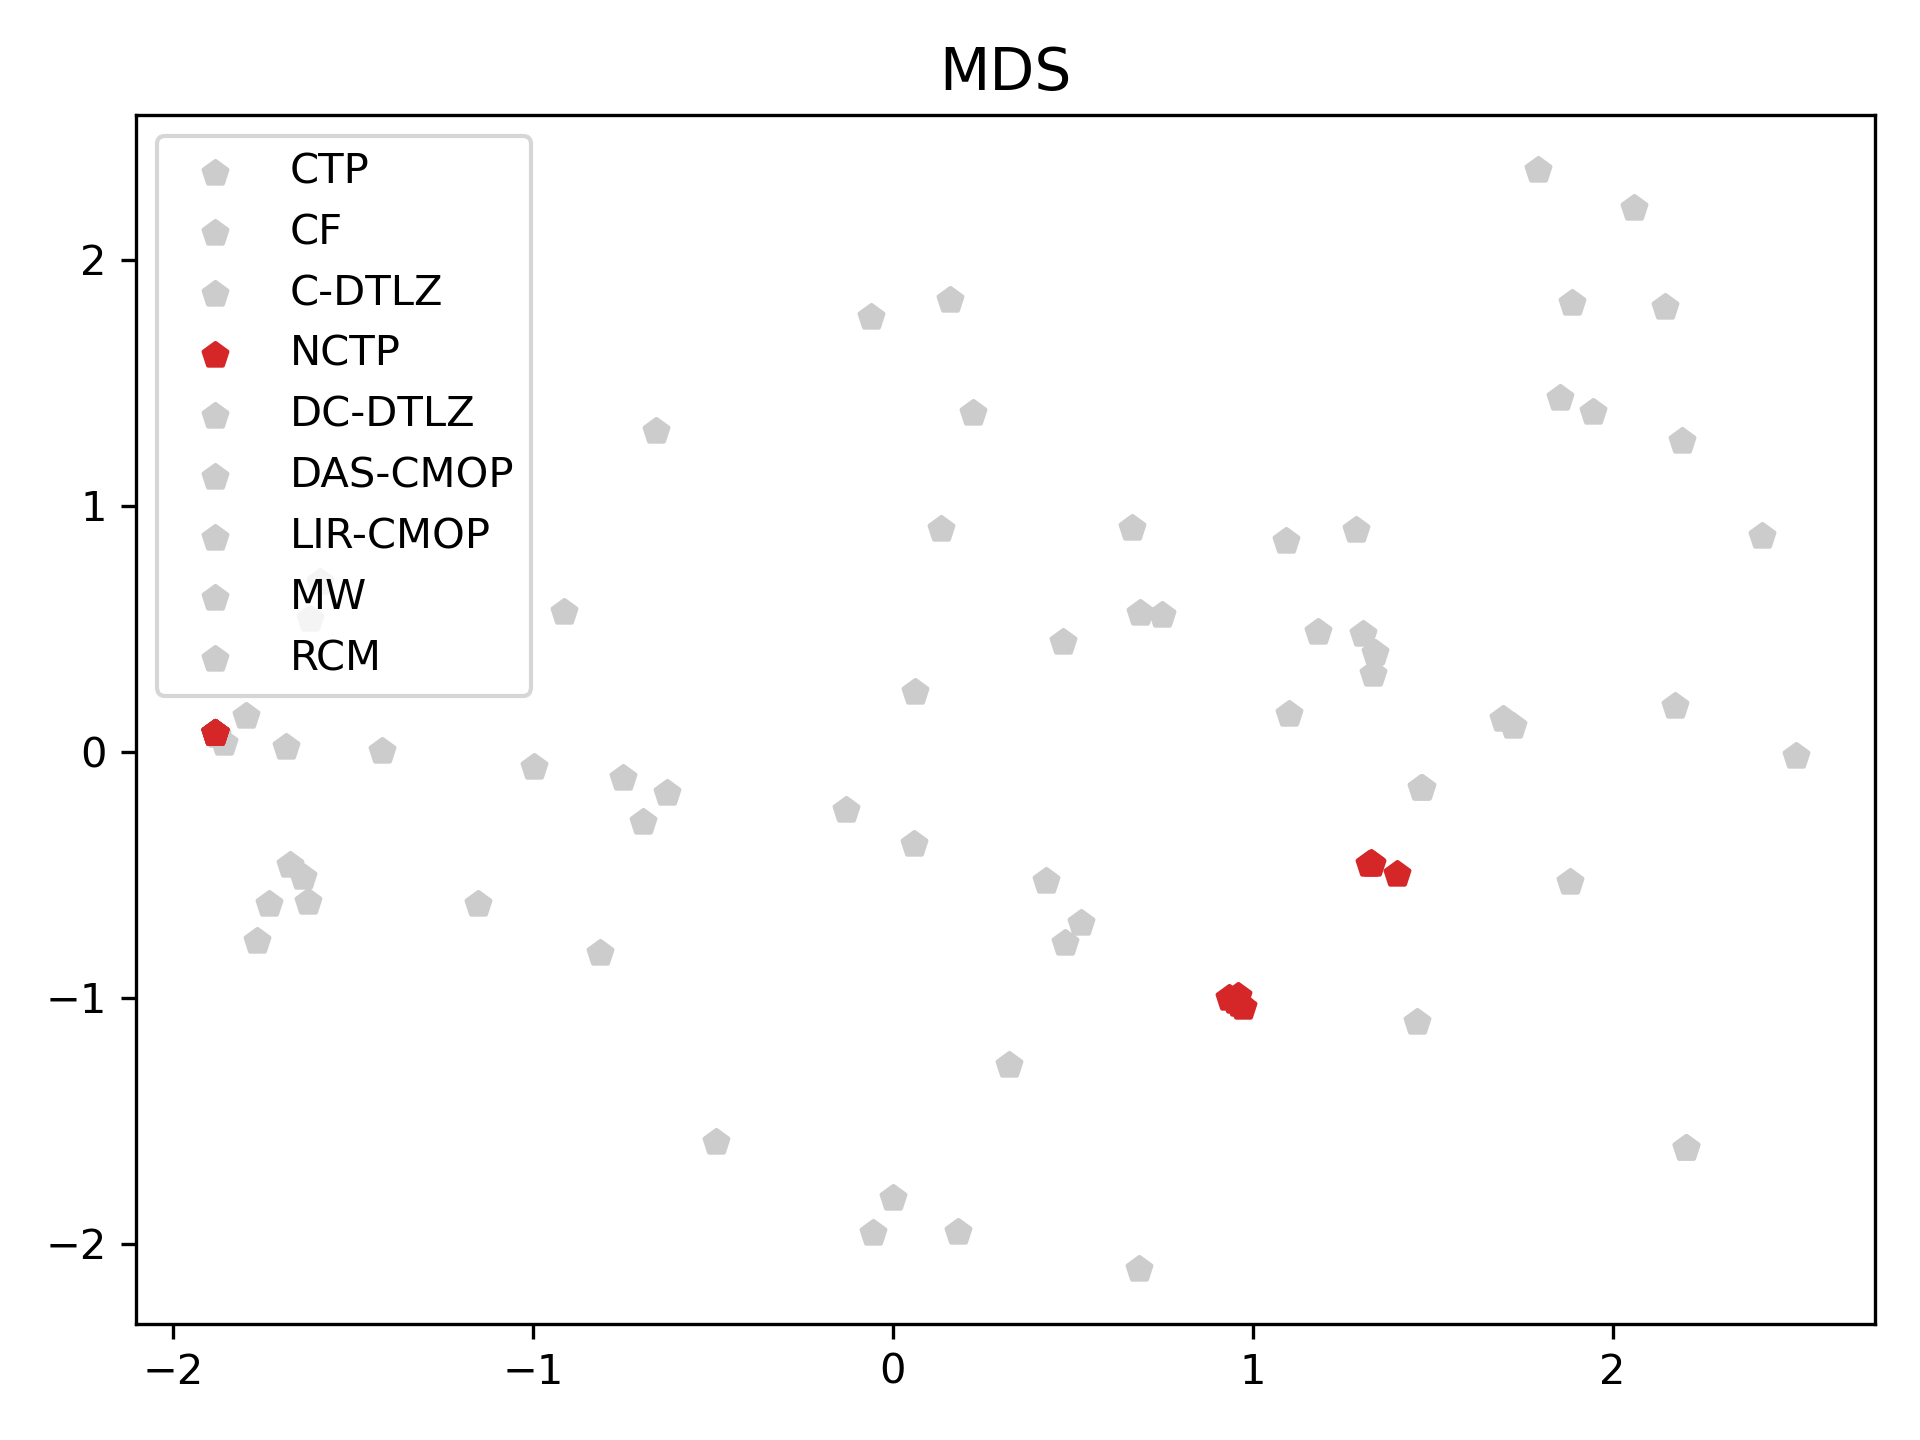 MDS
CTP
CF
C-DTLZ
NCTP
DC-DTLZ
DAS-CMOP
LIR-CMOP
MW
RCM
2
1
0
−1
−2
−2 −1 0 1 2